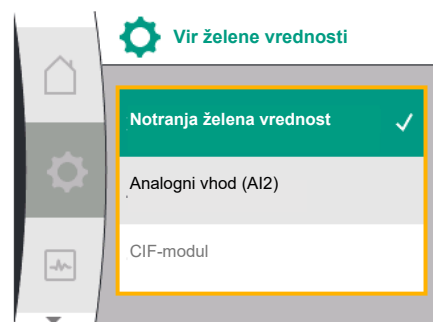 Vir želene vrednosti
Notranja želena vrednost
Analogni vhod (AI2)
CIF-modul